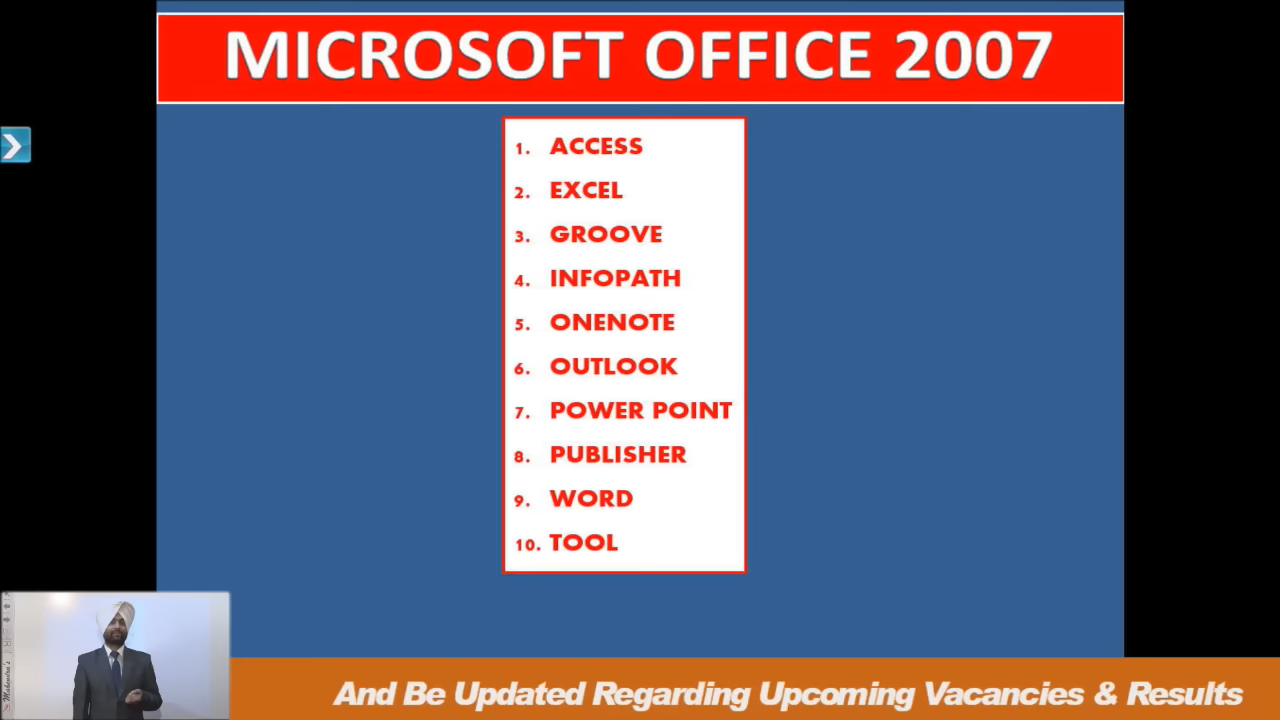 MICROSOFT OFFICE 2007
1. ACCESS
2. EXCEL
3. GROOVE
4. INFOPATH
5. ONENOTE
6. OUTLOOK
7. POWER POINT
8. PUBLISHER
9. WORD
10. TOOL
Mahendra's
And Be Updated Regarding Upcoming Vacancies & Results